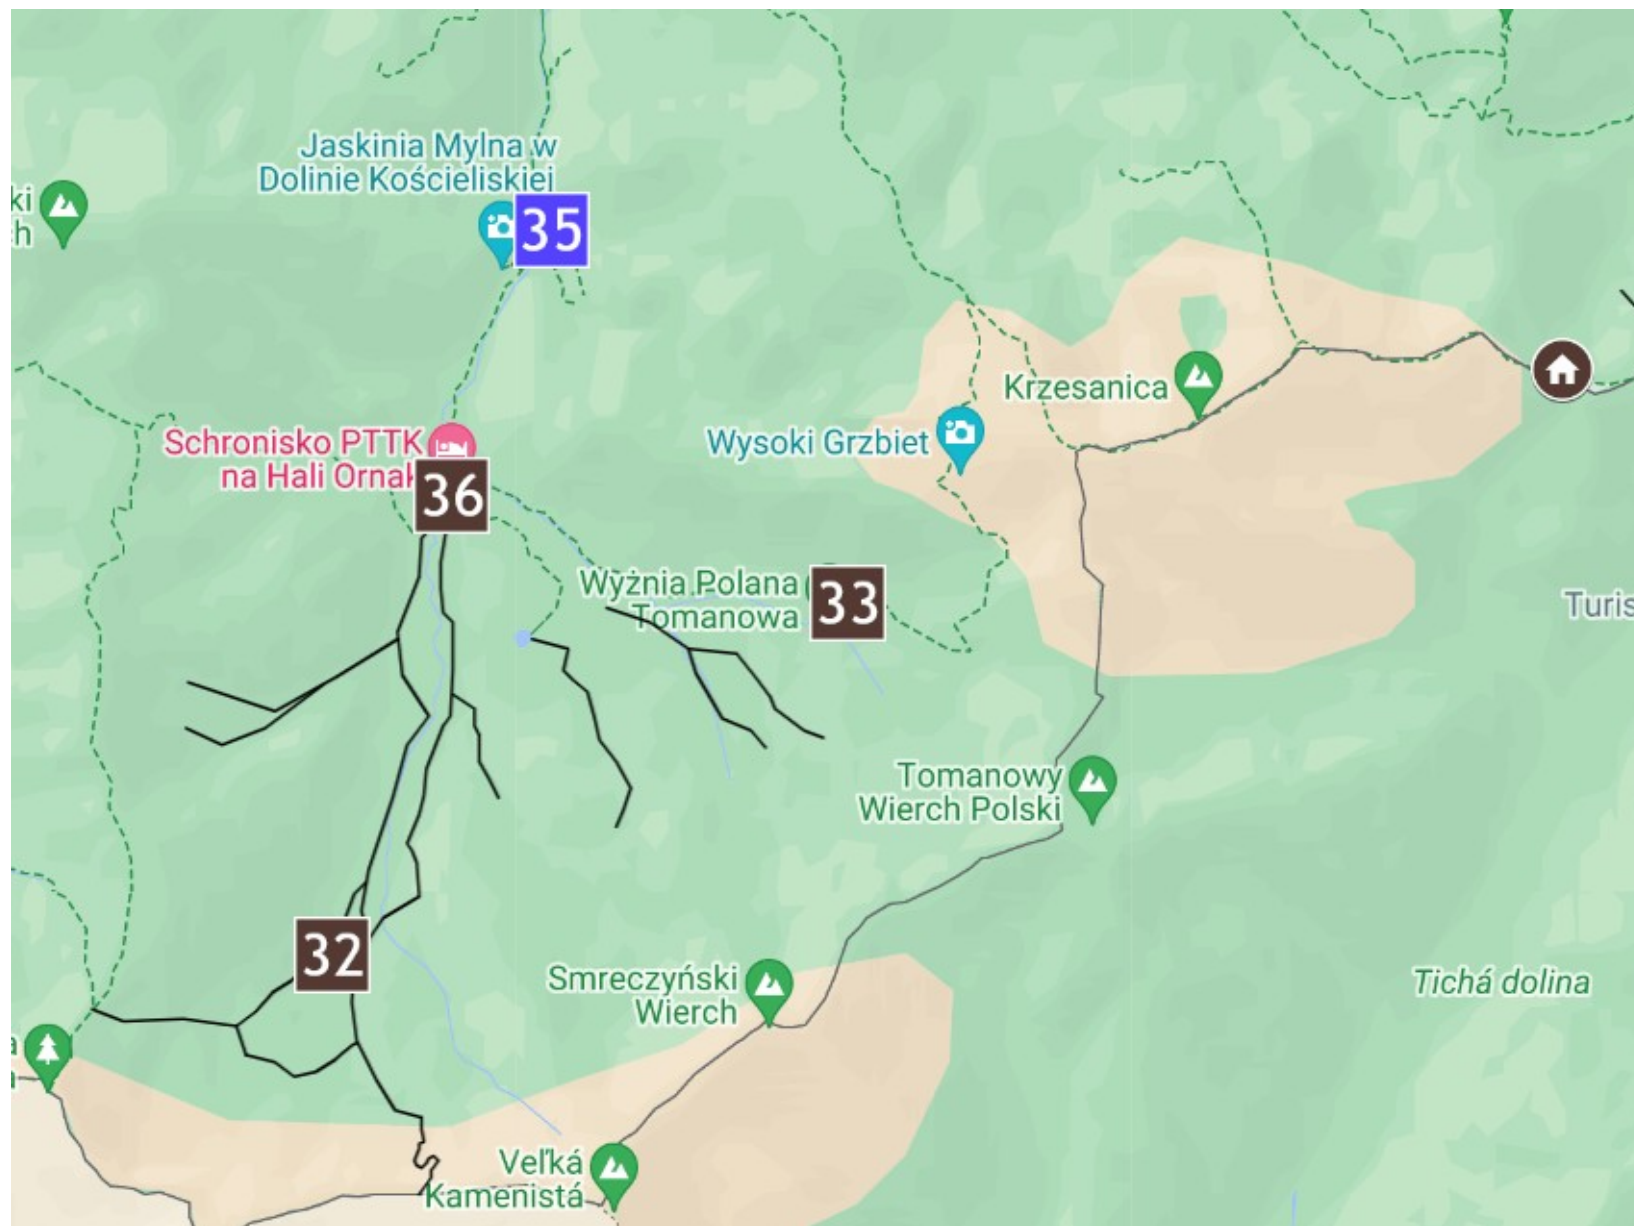 Jaskinia Mylna w
Dolinie Kościeliskiej
35
ki
h
Krzesanica
Schronisko PTTK
na Hali Ornak
36
Wysoki Grzbiet
Wyżnia Polana
Tomanowa
33
Turis
Tomanowy
Wierch Polski
32
Smreczyński
Wierch
Tichá dolina
a
Veľká
Kamenistá